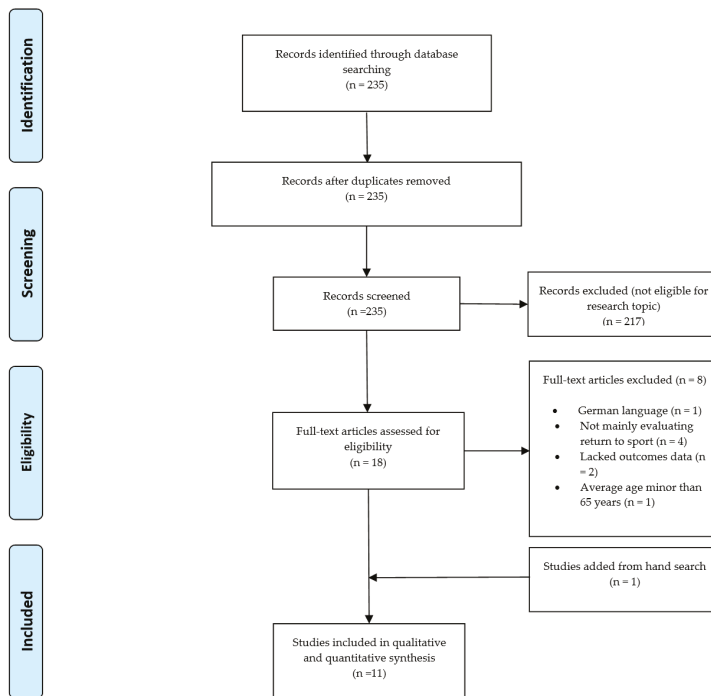 Identification
Records identified through database
searching
(n = 235)
Records after duplicates removed
(n = 235)
Screening
Records screened
(n =235)
Records excluded (not eligible for
research topic)
(n = 217)
Eligibility
Full-text articles assessed for
eligibility
(n = 18)
Full-text articles excluded (n = 8)
• German language (n = 1)
• Not mainly evaluating
return to sport (n = 4)
• Lacked outcomes data (n
= 2)
• Average age minor than
65 years (n = 1)
Studies added from hand search
(n = 1)
Included
Studies included in qualitative
and quantitative synthesis
(n =11)